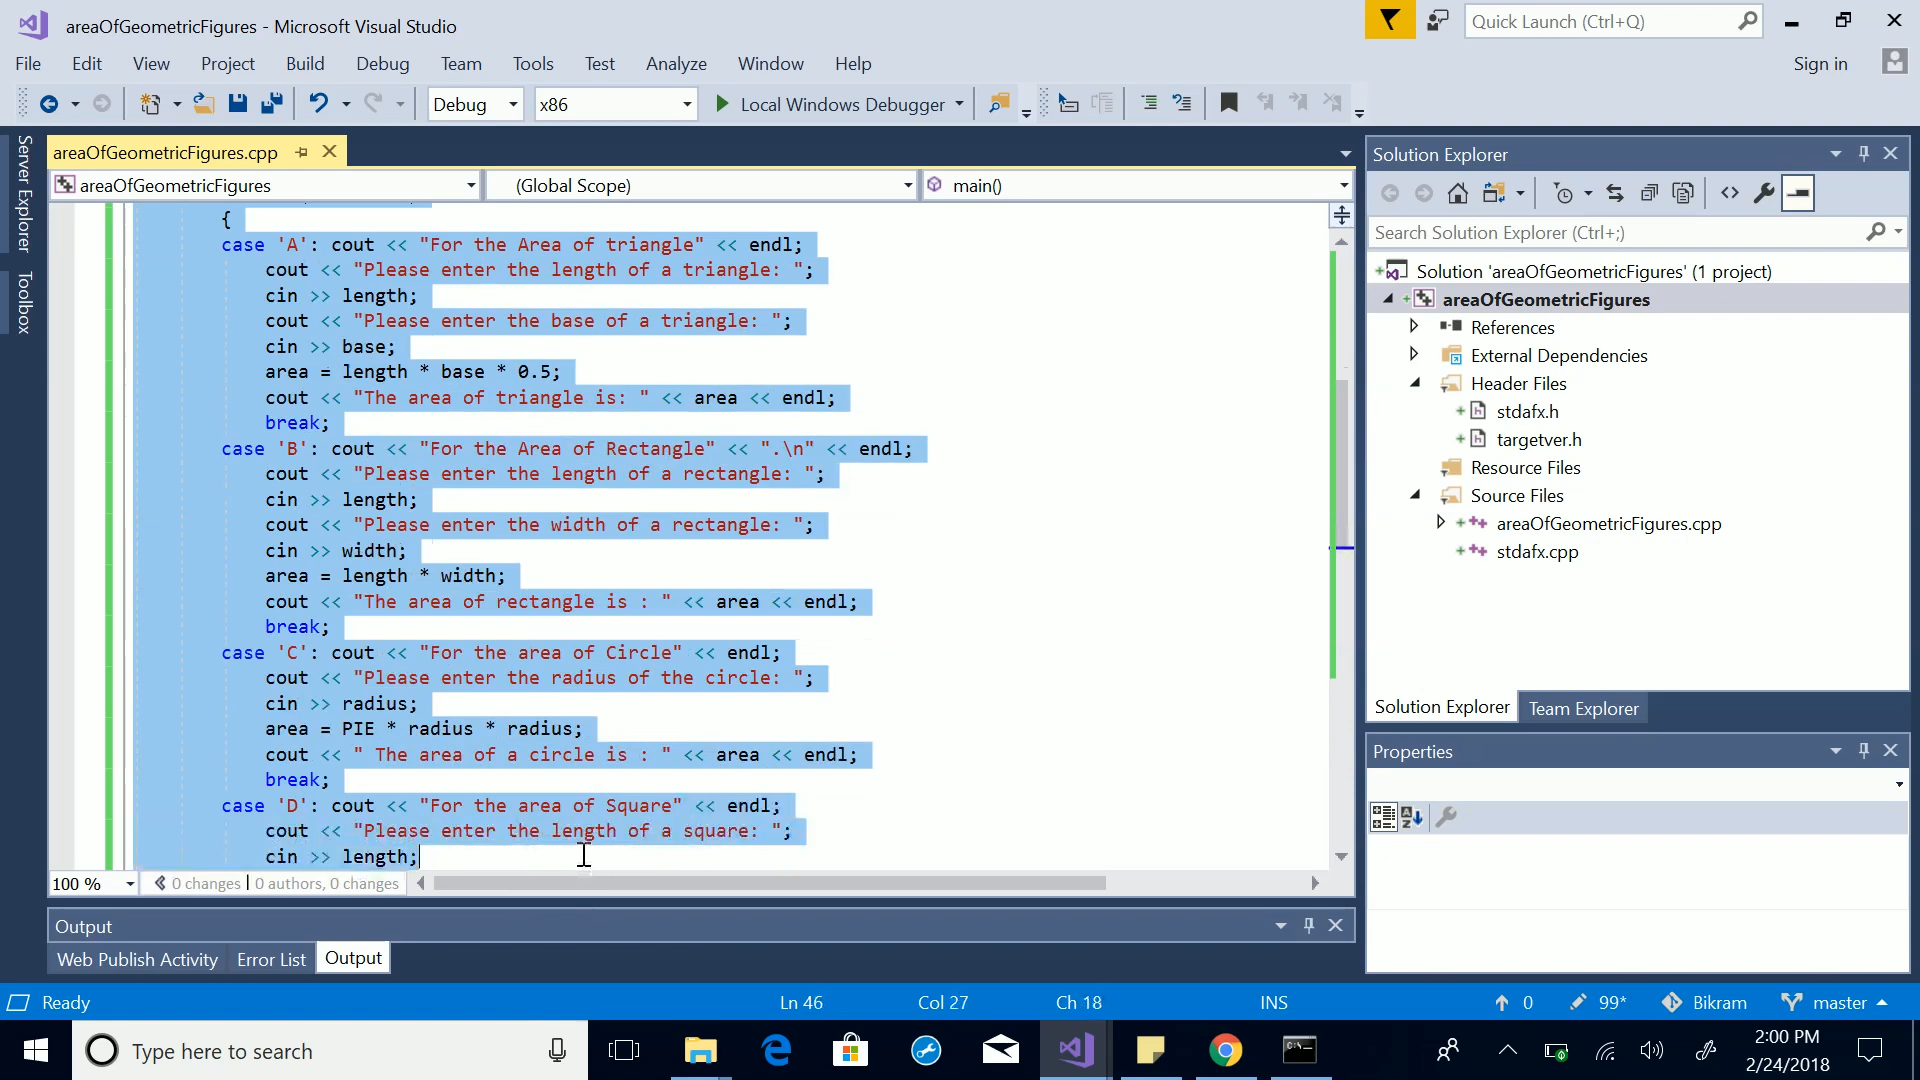 areaOfGeometricFigures - Microsoft Visual Studio
Quick Launch (Ctrl+Q)
File Edit View Project Build Debug Team Tools Test Analyze Window Help
Sign in
Debug x86 Local Windows Debugger
Server Explorer
Toolbox
areaOfGeometricFigures.cpp
areaOfGeometricFigures (Global Scope) main()
{
case 'A': cout << "For the Area of triangle" << endl;
cout << "Please enter the length of a triangle: ";
cin >> length;
cout << "Please enter the base of a triangle: ";
cin >> base;
area = length * base * 0.5;
cout << "The area of triangle is: " << area << endl;
break;
case 'B': cout << "For the Area of Rectangle" << ".\n" << endl;
cout << "Please enter the length of a rectangle: ";
cin >> length;
cout << "Please enter the width of a rectangle: ";
cin >> width;
area = length * width;
cout << "The area of rectangle is : " << area << endl;
break;
case 'C': cout << "For the area of Circle" << endl;
cout << "Please enter the radius of the circle: ";
cin >> radius;
area = PIE * radius * radius;
cout << " The area of a circle is : " << area << endl;
break;
case 'D': cout << "For the area of Square" << endl;
cout << "Please enter the length of a square: ";
cin >> length;
100 % 0 changes | 0 authors, 0 changes
Output
Web Publish Activity Error List Output
Solution Explorer
Search Solution Explorer (Ctrl+;)
Solution 'areaOfGeometricFigures' (1 project)
areaOfGeometricFigures
References
External Dependencies
Header Files
stdafx.h
targetver.h
Resource Files
Source Files
areaOfGeometricFigures.cpp
stdafx.cpp
Solution Explorer Team Explorer
Properties
Ready Ln 46 Col 27 Ch 18 INS 0 99* Bikram master
Type here to search
2:00 PM
2/24/2018